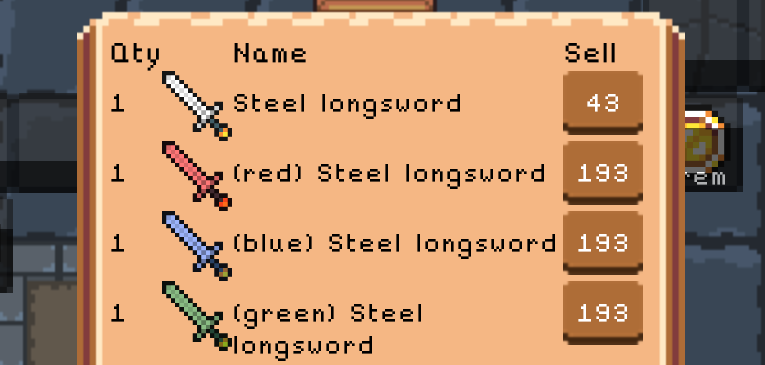 Qty Name Sell
1 Steel longsword 43
1 (red) Steel longsword 193
1 (blue) Steel longsword 193
1 (green) Steel longsword 193